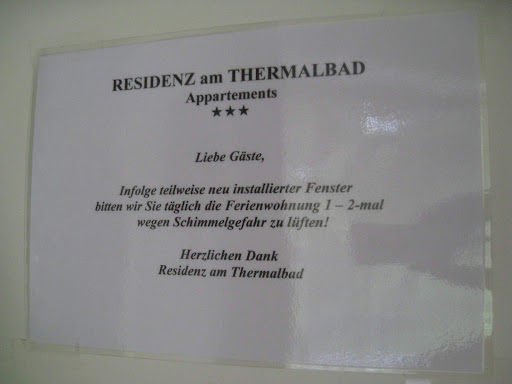 RESIDENZ am THERMALBAD
Appartements
★★★
Liebe Gäste,
Infolge teilweise neu installierter Fenster
bitten wir Sie täglich die Ferienwohnung 1 – 2-mal
wegen Schimmelgefahr zu lüften!
Herzlichen Dank
Residenz am Thermalbad